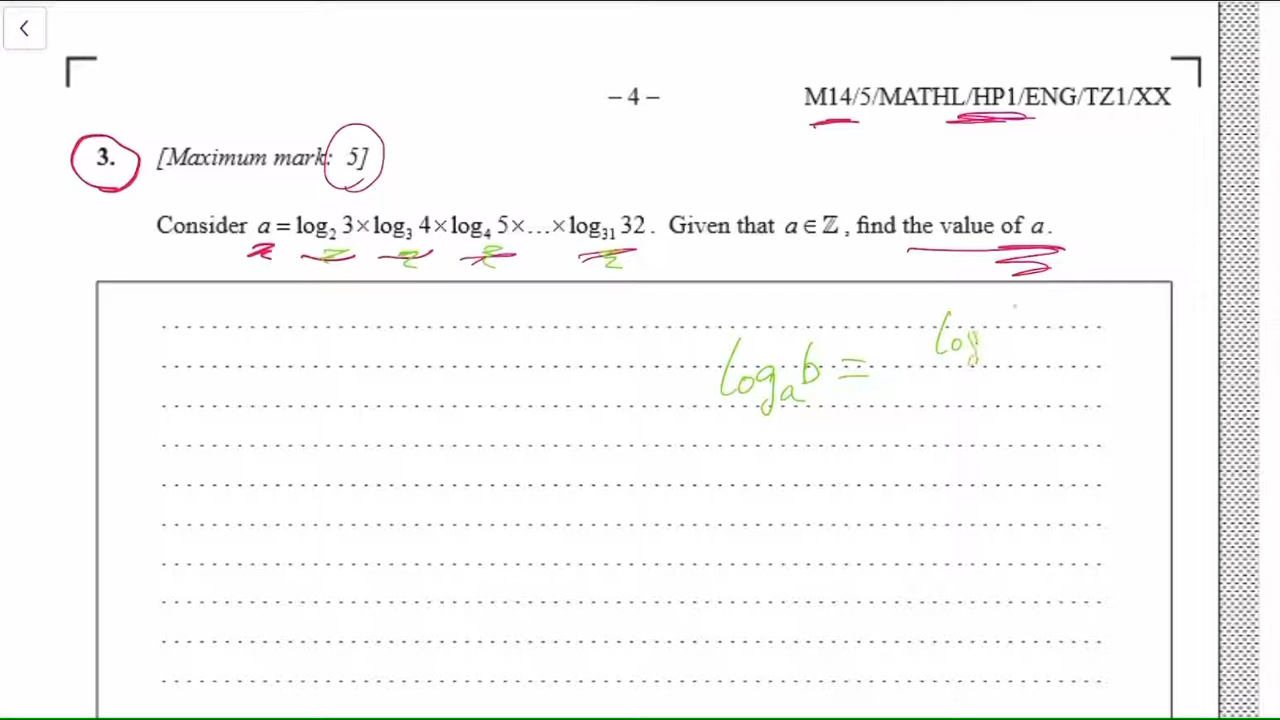 – 4 –
M14/5/MATHL/HP1/ENG/TZ1/XX
3. [Maximum mark: 5]
Consider a = log₂ 3 × log₃ 4 × log₄ 5 × … × log₃₁ 32 . Given that a ∈ ℤ , find the value of a .
logₐ b = log